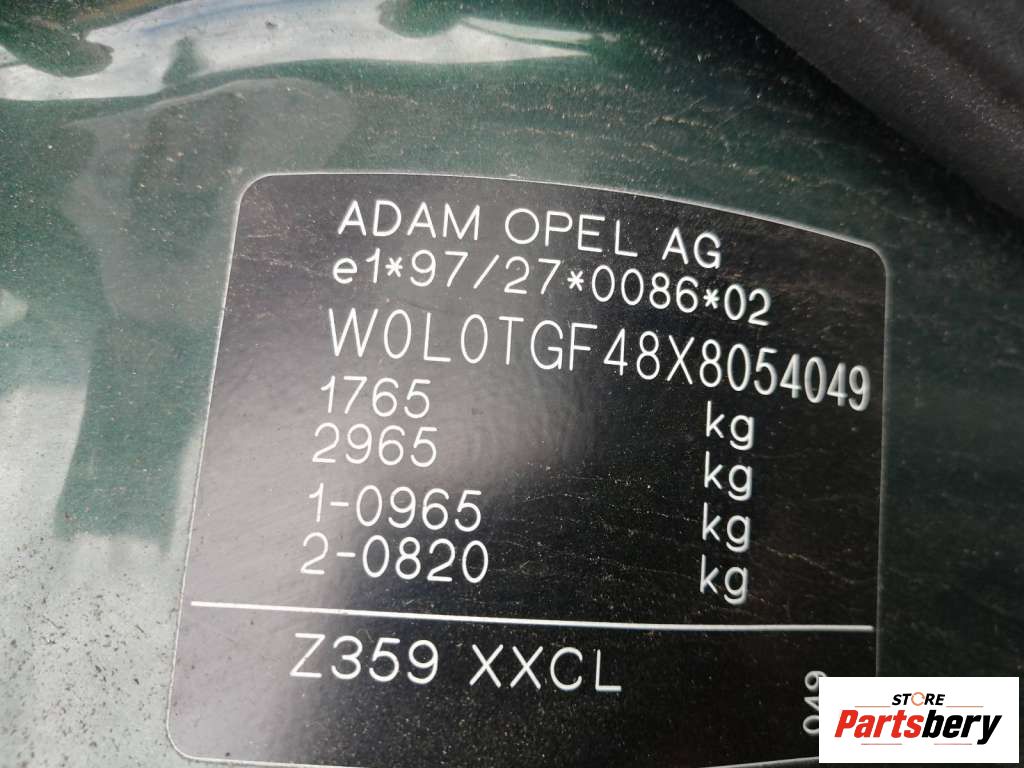 ADAM OPEL AG
e1*97/27*0086*02
W0L0TGF48X8054049
1765 kg
2965 kg
1-0965 kg
2-0820 kg
Z359 XXCL
049
STORE
Partsbery